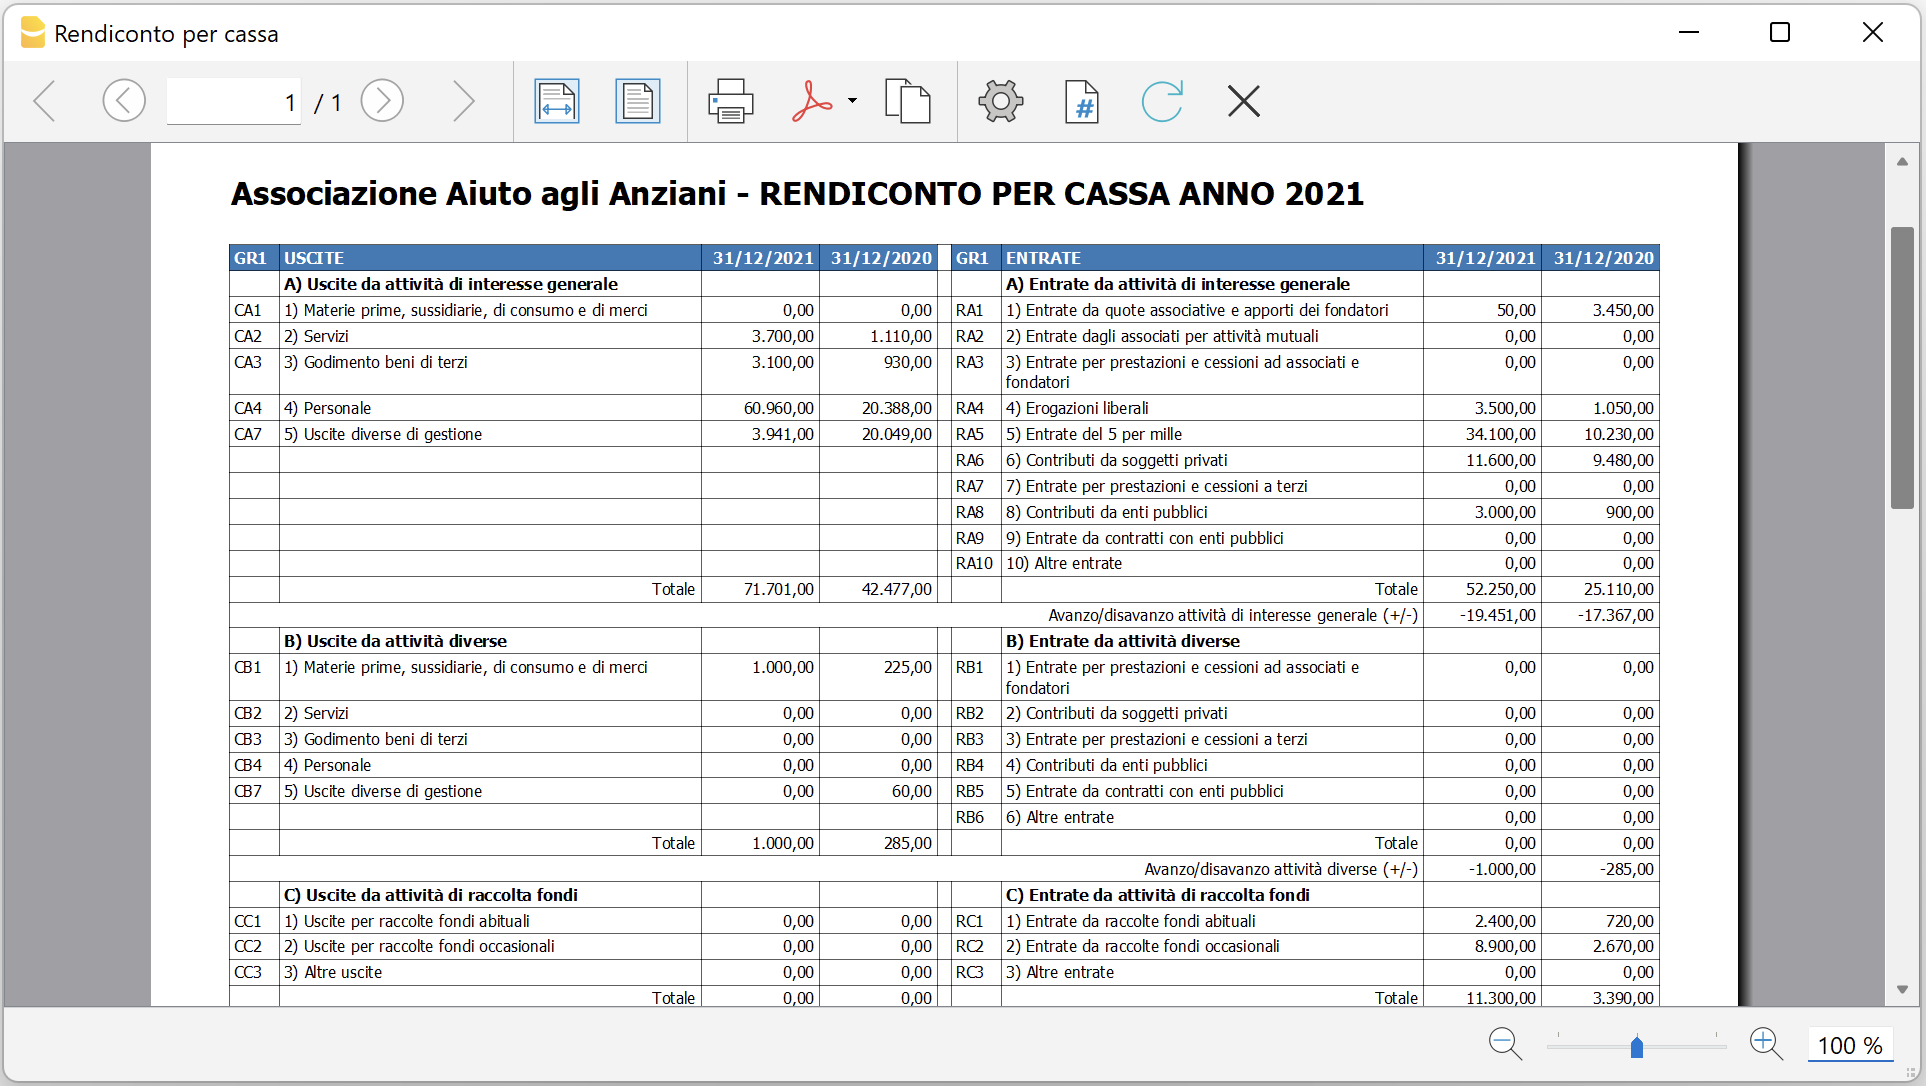 Rendiconto per cassa
1 / 1
#
Associazione Aiuto agli Anziani - RENDICONTO PER CASSA ANNO 2021
GR1 USCITE 31/12/2021 31/12/2020 GR1 ENTRATE 31/12/2021 31/12/2020
A) Uscite da attività di interesse generale A) Entrate da attività di interesse generale
CA1 1) Materie prime, sussidiarie, di consumo e di merci 0,00 0,00 RA1 1) Entrate da quote associative e apporti dei fondatori 50,00 3.450,00
CA2 2) Servizi 3.700,00 1.110,00 RA2 2) Entrate dagli associati per attività mutuali 0,00 0,00
CA3 3) Godimento beni di terzi 3.100,00 930,00 RA3 3) Entrate per prestazioni e cessioni ad associati e 0,00 0,00
fondatori
CA4 4) Personale 60.960,00 20.388,00 RA4 4) Erogazioni liberali 3.500,00 1.050,00
CA7 5) Uscite diverse di gestione 3.941,00 20.049,00 RA5 5) Entrate del 5 per mille 34.100,00 10.230,00
RA6 6) Contributi da soggetti privati 11.600,00 9.480,00
RA7 7) Entrate per prestazioni e cessioni a terzi 0,00 0,00
RA8 8) Contributi da enti pubblici 3.000,00 900,00
RA9 9) Entrate da contratti con enti pubblici 0,00 0,00
RA10 10) Altre entrate 0,00 0,00
Totale 71.701,00 42.477,00 Totale 52.250,00 25.110,00
Avanzo/disavanzo attività di interesse generale (+/-) -19.451,00 -17.367,00
B) Uscite da attività diverse B) Entrate da attività diverse
CB1 1) Materie prime, sussidiarie, di consumo e di merci 1.000,00 225,00 RB1 1) Entrate per prestazioni e cessioni ad associati e 0,00 0,00
fondatori
CB2 2) Servizi 0,00 0,00 RB2 2) Contributi da soggetti privati 0,00 0,00
CB3 3) Godimento beni di terzi 0,00 0,00 RB3 3) Entrate per prestazioni e cessioni a terzi 0,00 0,00
CB4 4) Personale 0,00 0,00 RB4 4) Contributi da enti pubblici 0,00 0,00
CB7 5) Uscite diverse di gestione 0,00 60,00 RB5 5) Entrate da contratti con enti pubblici 0,00 0,00
RB6 6) Altre entrate 0,00 0,00
Totale 1.000,00 285,00 Totale 0,00 0,00
Avanzo/disavanzo attività diverse (+/-) -1.000,00 -285,00
C) Uscite da attività di raccolta fondi C) Entrate da attività di raccolta fondi
CC1 1) Uscite per raccolte fondi abituali 0,00 0,00 RC1 1) Entrate da raccolte fondi abituali 2.400,00 720,00
CC2 2) Uscite per raccolte fondi occasionali 0,00 0,00 RC2 2) Entrate da raccolte fondi occasionali 8.900,00 2.670,00
CC3 3) Altre uscite 0,00 0,00 RC3 3) Altre entrate 0,00 0,00
Totale 0,00 0,00 Totale 11.300,00 3.390,00
100 %